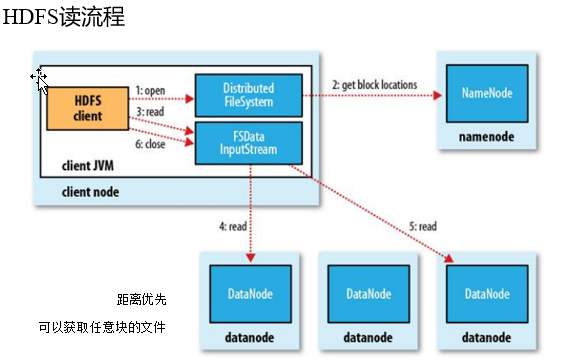 HDFS读流程
HDFS
client
1: open
3: read
6: close
Distributed
FileSystem
FSData
InputStream
2: get block locations
NameNode
namenode
client JVM
client node
4: read
5: read
距离优先
可以获取任意块的文件
DataNode
datanode
DataNode
datanode
DataNode
datanode